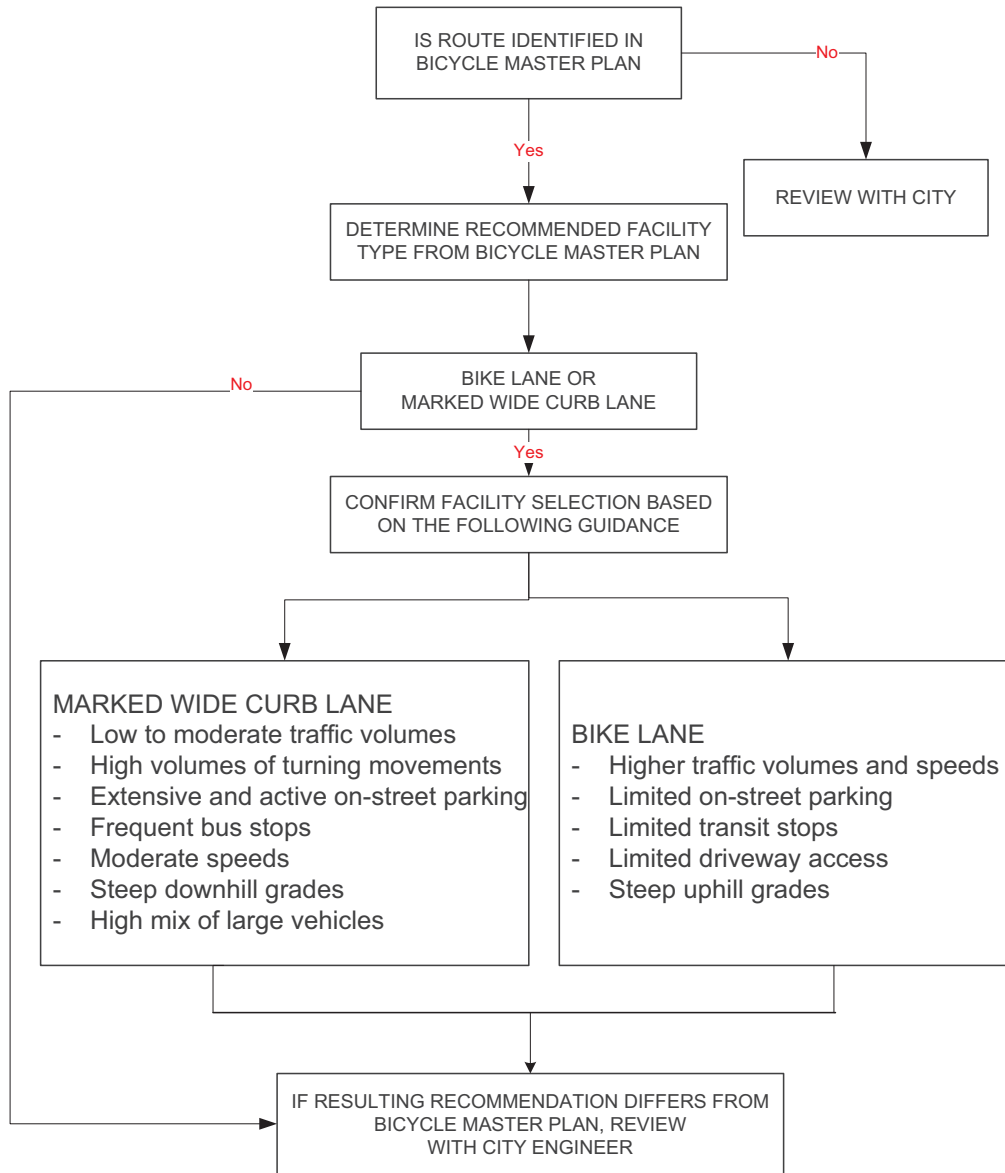 IS ROUTE IDENTIFIED IN
BICYCLE MASTER PLAN
No
Yes
REVIEW WITH CITY
DETERMINE RECOMMENDED FACILITY
TYPE FROM BICYCLE MASTER PLAN
No
BIKE LANE OR
MARKED WIDE CURB LANE
Yes
CONFIRM FACILITY SELECTION BASED
ON THE FOLLOWING GUIDANCE
MARKED WIDE CURB LANE
- Low to moderate traffic volumes
- High volumes of turning movements
- Extensive and active on-street parking
- Frequent bus stops
- Moderate speeds
- Steep downhill grades
- High mix of large vehicles
BIKE LANE
- Higher traffic volumes and speeds
- Limited on-street parking
- Limited transit stops
- Limited driveway access
- Steep uphill grades
IF RESULTING RECOMMENDATION DIFFERS FROM
BICYCLE MASTER PLAN, REVIEW
WITH CITY ENGINEER